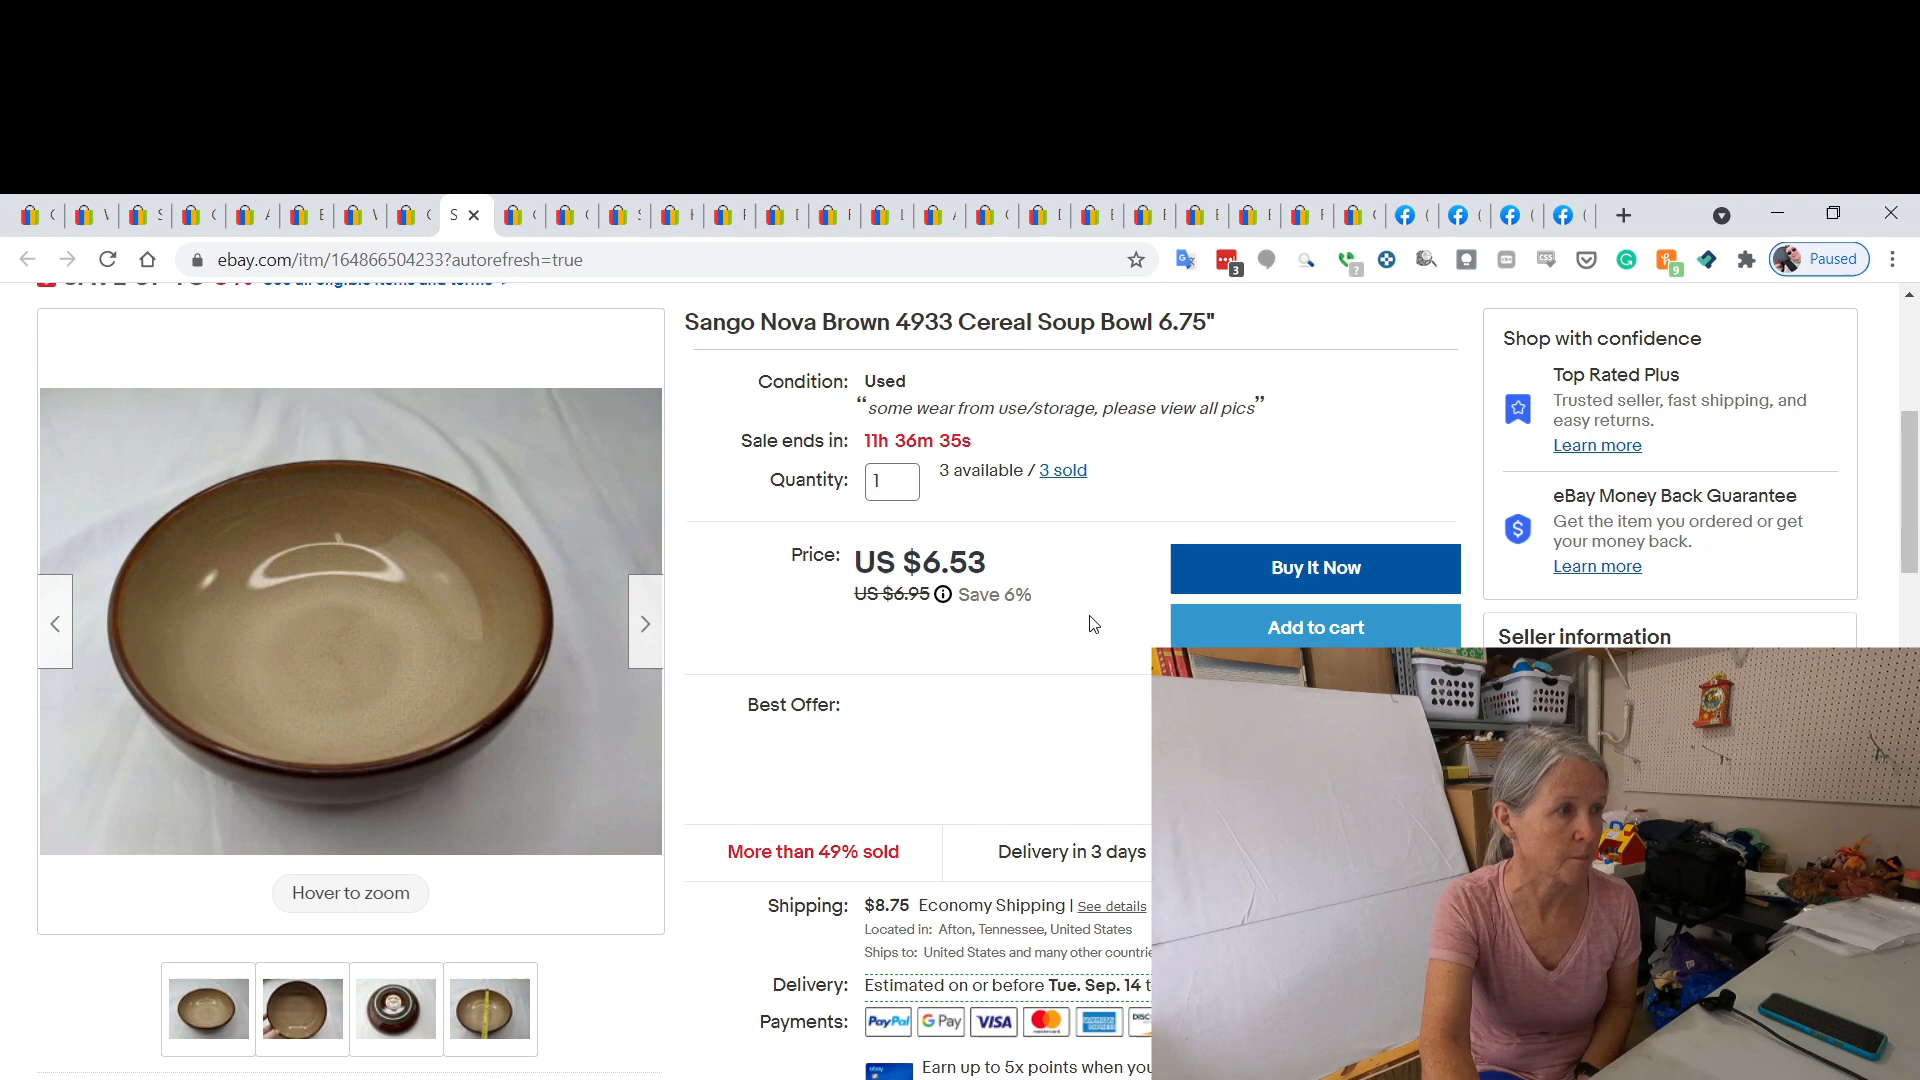 S
3
?
9
ebay.com/itm/164866504233?autorefresh=true
Paused
Sango Nova Brown 4933 Cereal Soup Bowl 6.75"
Condition: Used
“some wear from use/storage, please view all pics”
Sale ends in: 11h 36m 35s
Quantity: 1 3 available / 3 sold
Price: US $6.53
US $6.95 Save 6%
Buy It Now
Add to cart
Best Offer:
More than 49% sold
Delivery in 3 days
Shipping: $8.75 Economy Shipping | See details
Located in: Afton, Tennessee, United States
Ships to: United States and many other countrie
Delivery: Estimated on or before Tue. Sep. 14 t
Payments: PayPal G Pay VISA
Earn up to 5x points when you
Hover to zoom
Shop with confidence
Top Rated Plus
Trusted seller, fast shipping, and
easy returns.
Learn more
eBay Money Back Guarantee
Get the item you ordered or get
your money back.
Learn more
Seller information